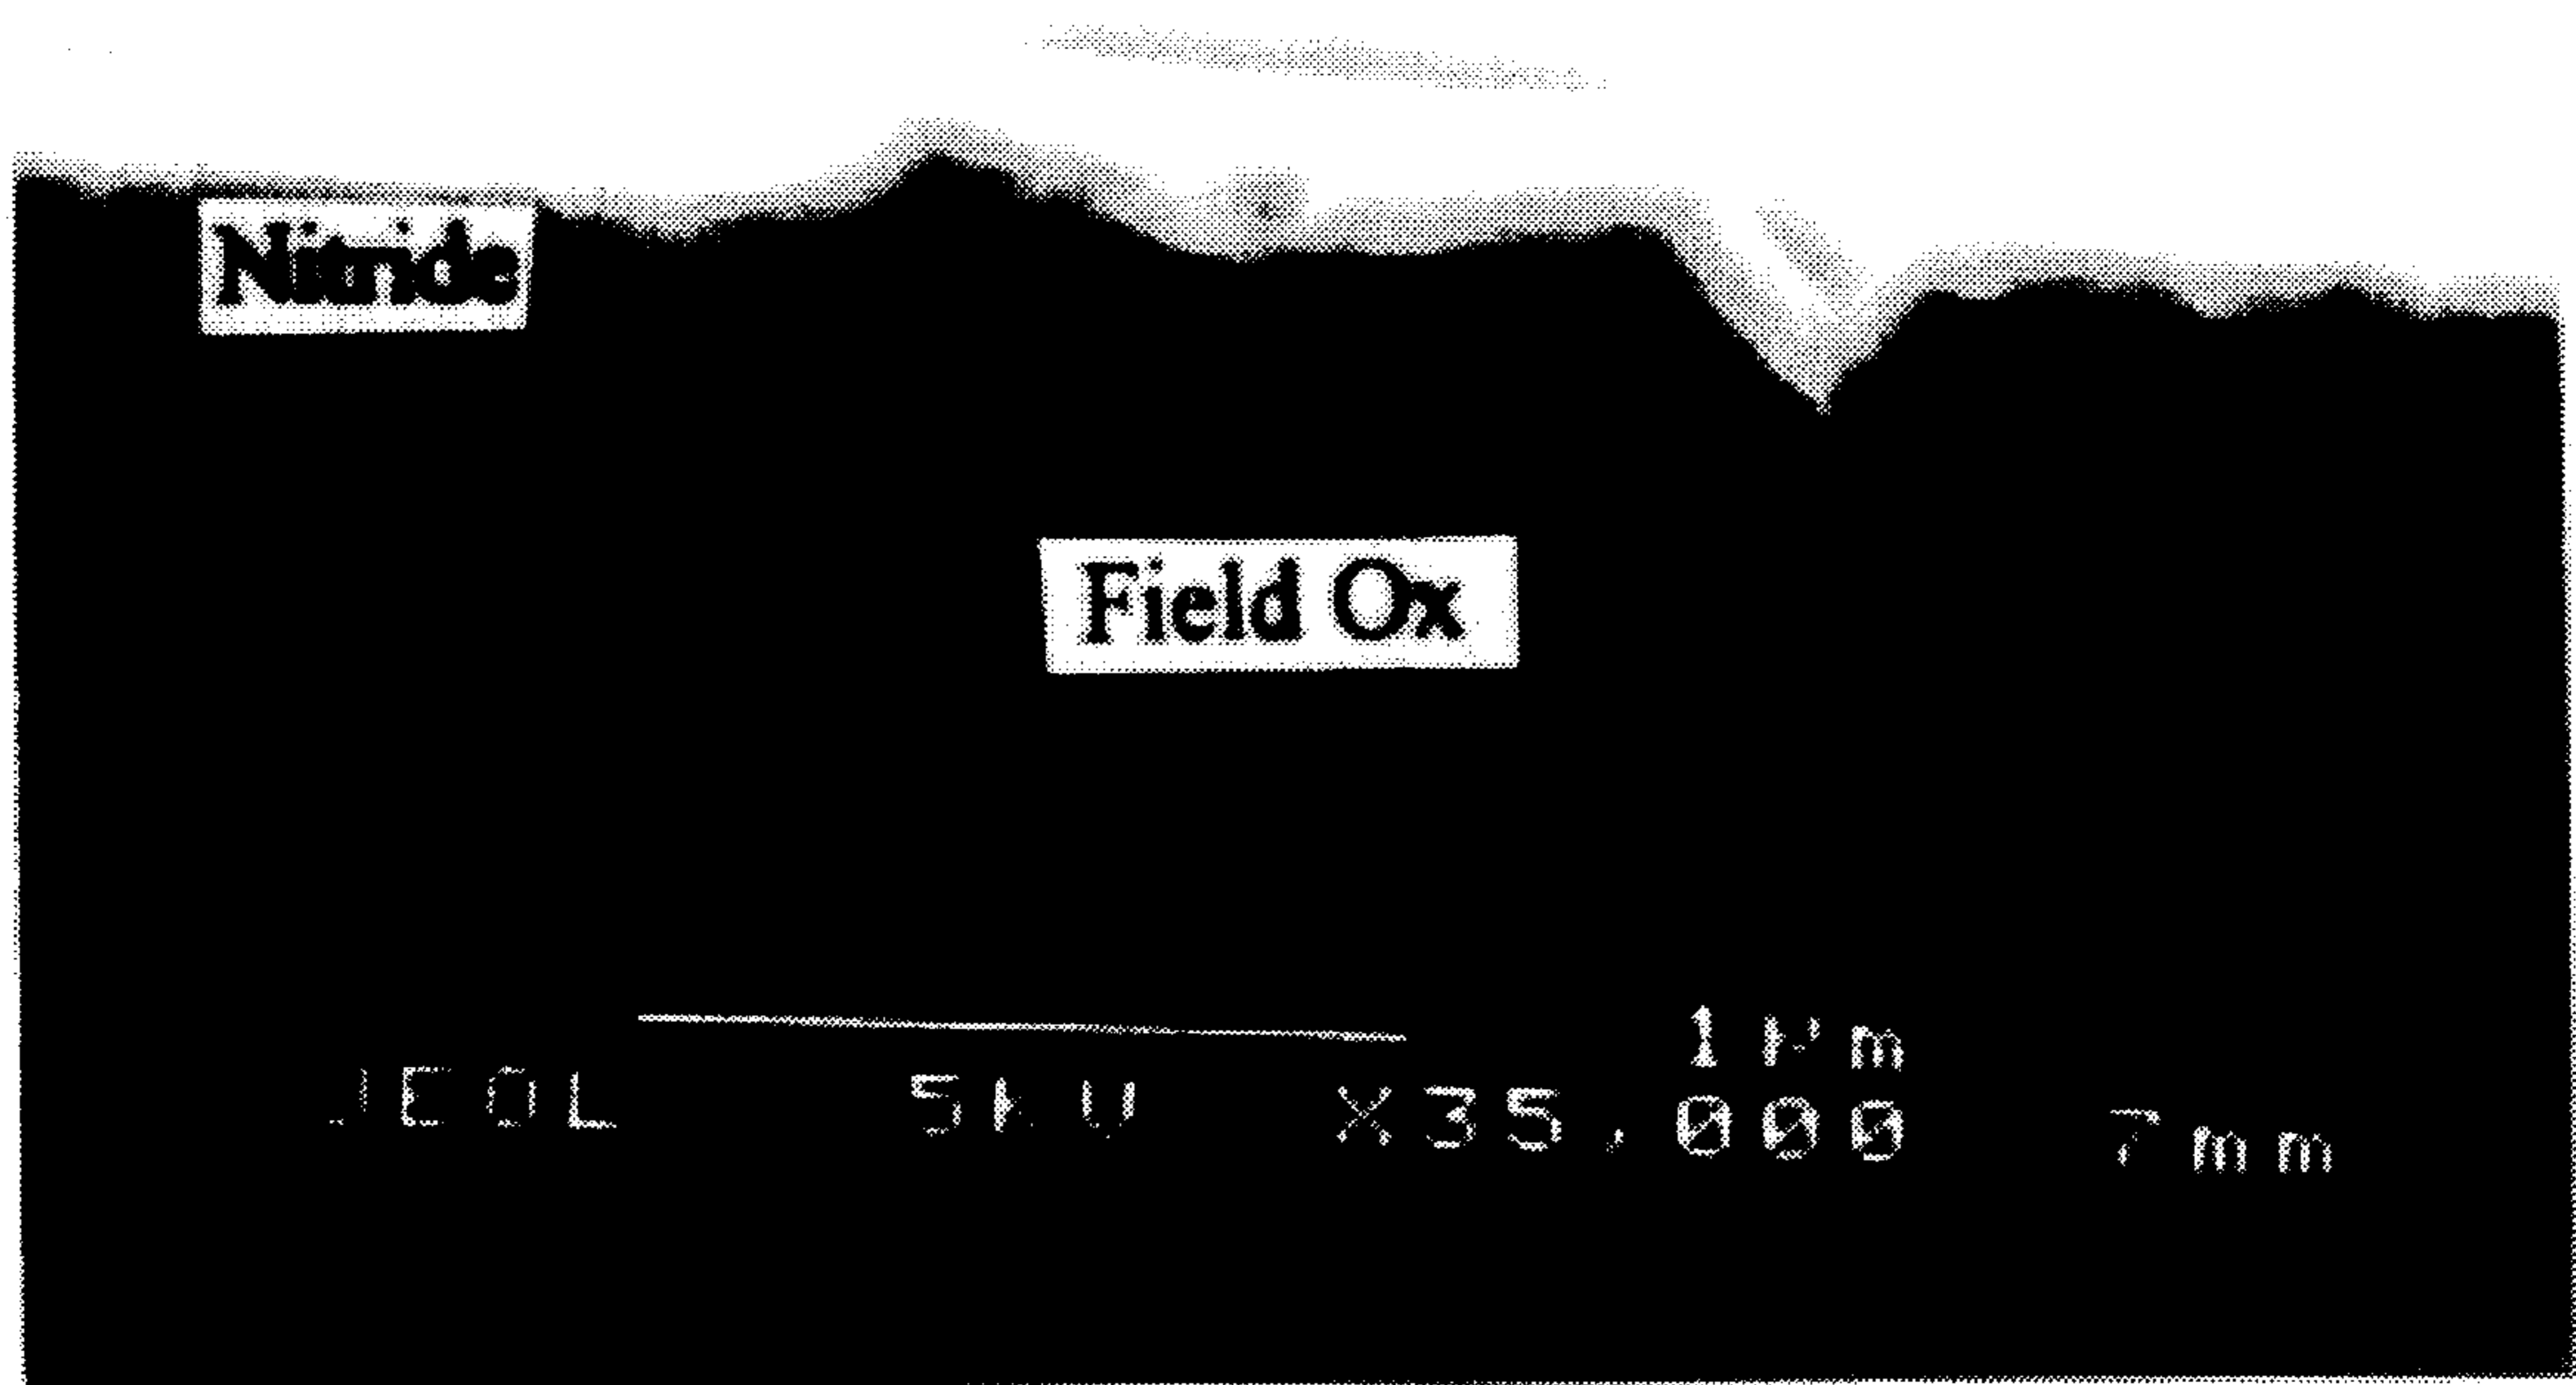 Nitride
Field Ox
1 μm
JEOL 5kV X35,000 7mm